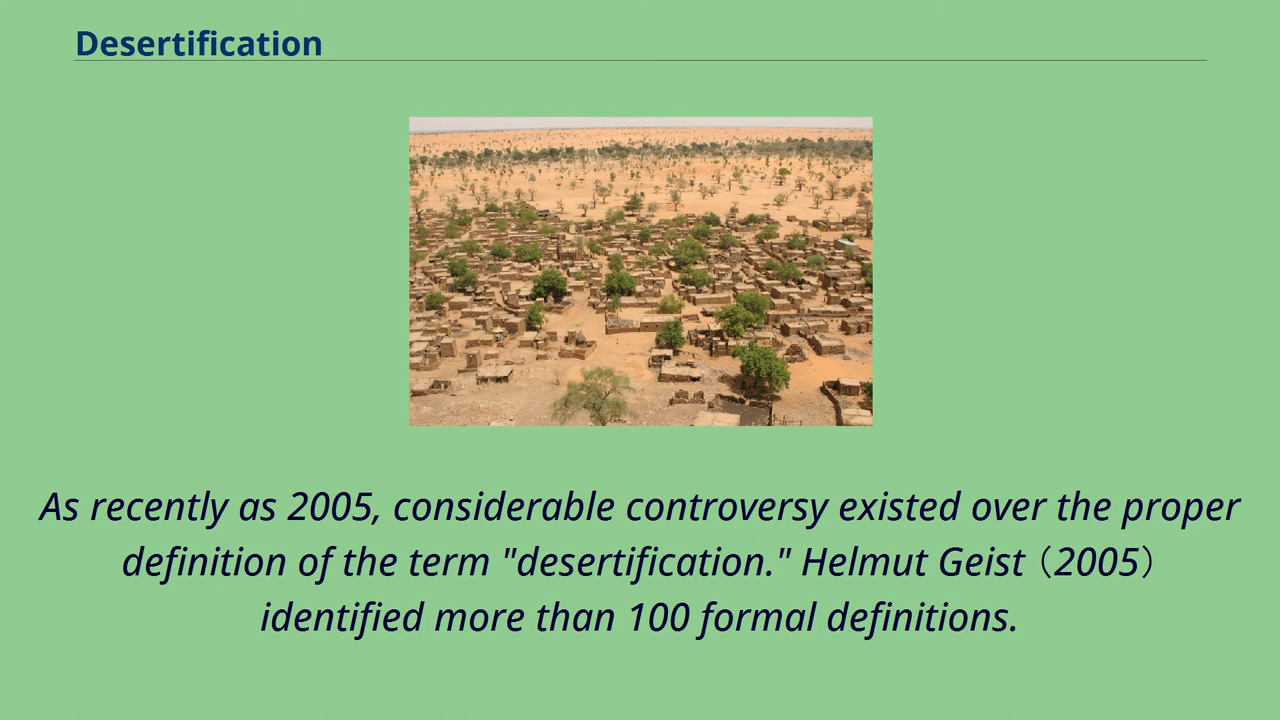 Desertification
As recently as 2005, considerable controversy existed over the proper
definition of the term "desertification." Helmut Geist（2005）
identified more than 100 formal definitions.